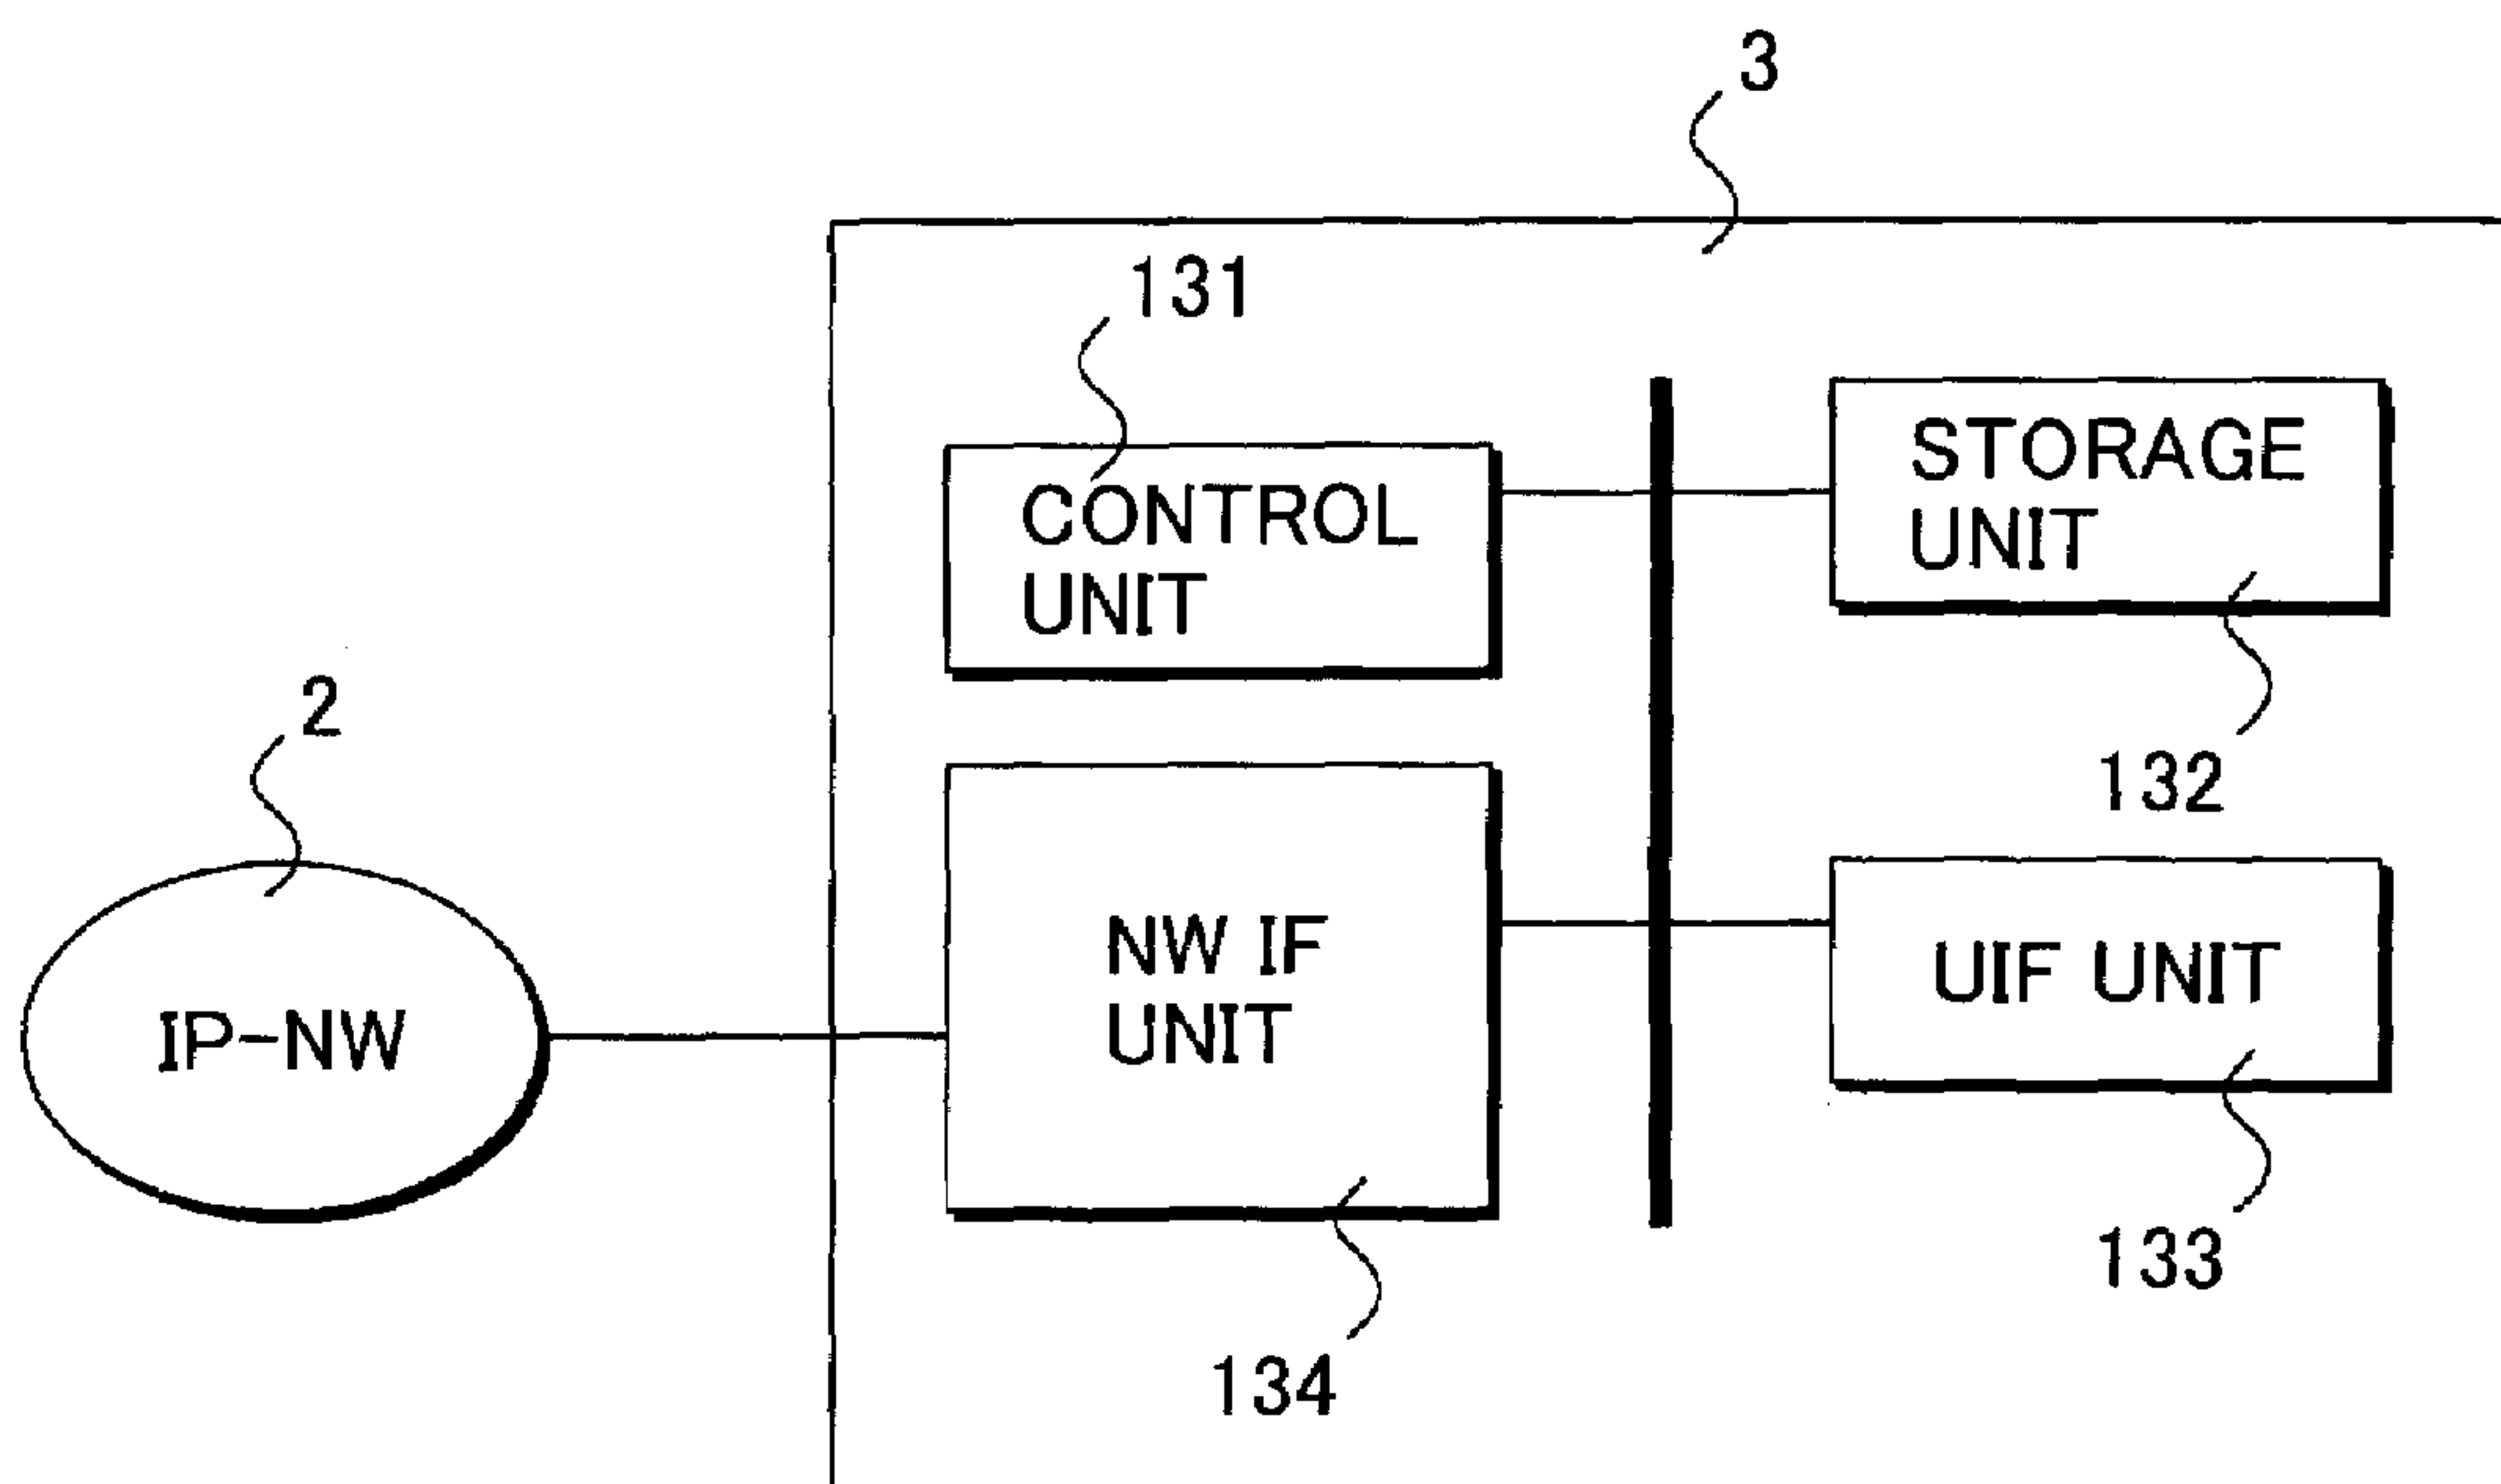 3
131
CONTROL
UNIT
STORAGE
UNIT
132
2
IP-NW
NW IF
UNIT
UIF UNIT
133
134